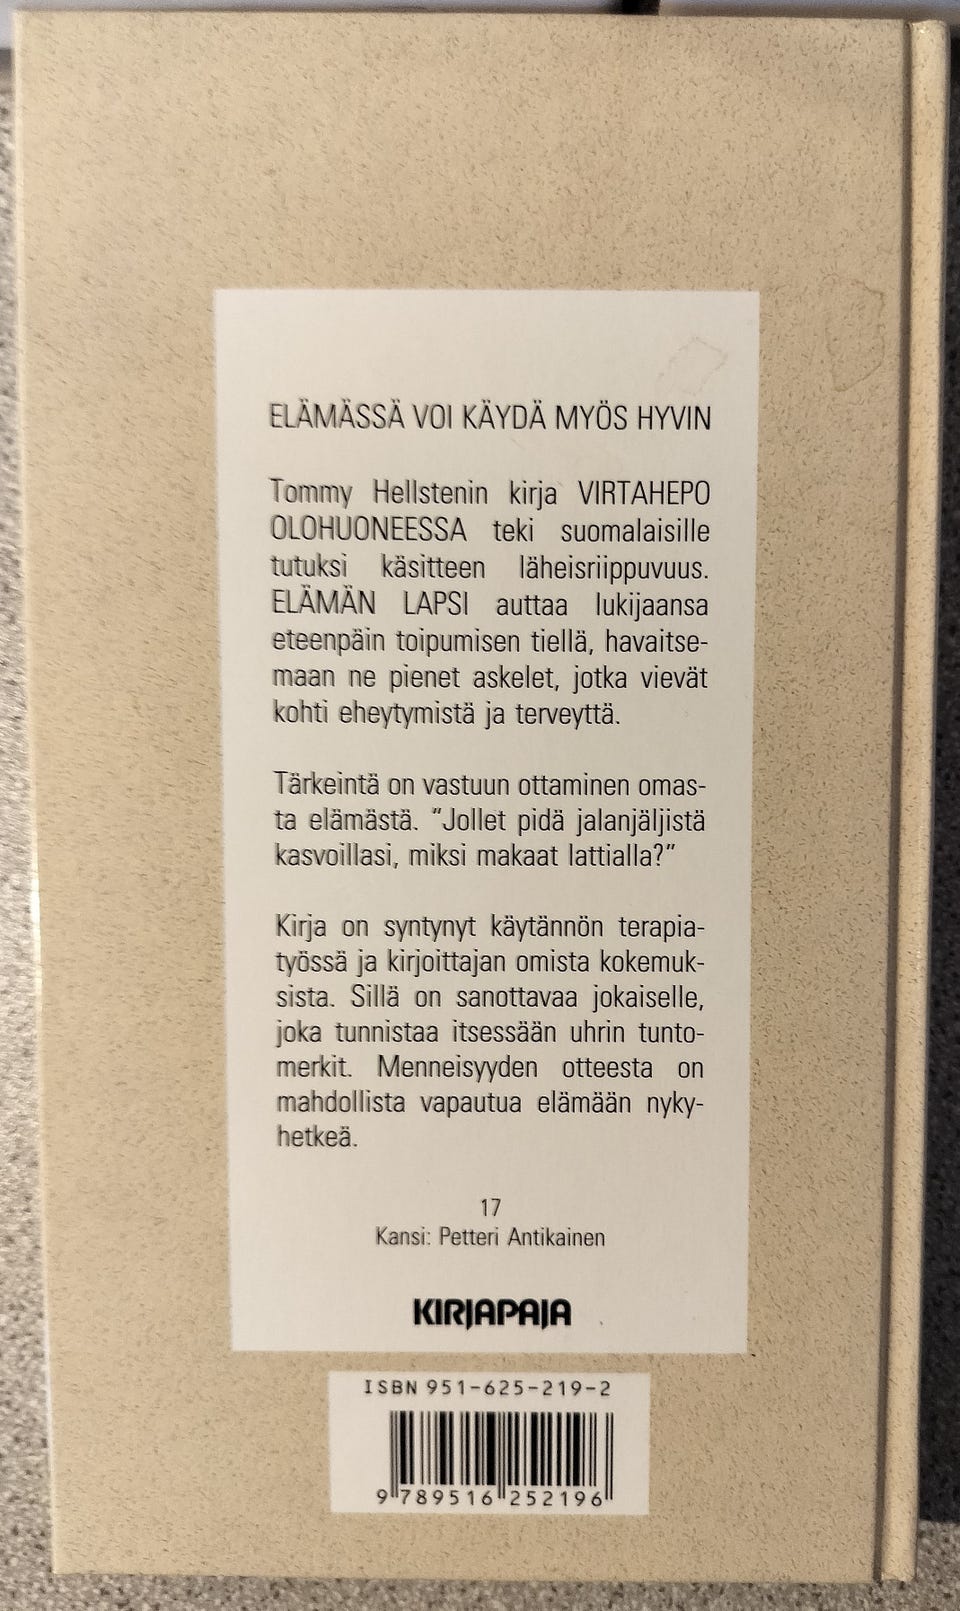 ELÄMÄSSÄ VOI KÄYDÄ MYÖS HYVIN
Tommy Hellstenin kirja VIRTAHEPO
OLOHUONEESSA teki suomalaisille
tutuksi käsitteen läheisriippuvuus.
ELÄMÄN LAPSI auttaa lukijaansa
eteenpäin toipumisen tiellä, havaitse-
maan ne pienet askelet, jotka vievät
kohti eheytymistä ja terveyttä.
Tärkeintä on vastuun ottaminen omas-
ta elämästä. "Jollet pidä jalanjäljistä
kasvoillasi, miksi makaat lattialla?"
Kirja on syntynyt käytännön terapia-
työssä ja kirjoittajan omista kokemuk-
sista. Sillä on sanottavaa jokaiselle,
joka tunnistaa itsessään uhrin tunto-
merkit. Menneisyyden otteesta on
mahdollista vapautua elämään nyky-
hetkeä.
17
Kansi: Petteri Antikainen
KIRJAPAJA
ISBN 951-625-219-2
9 789516 252196